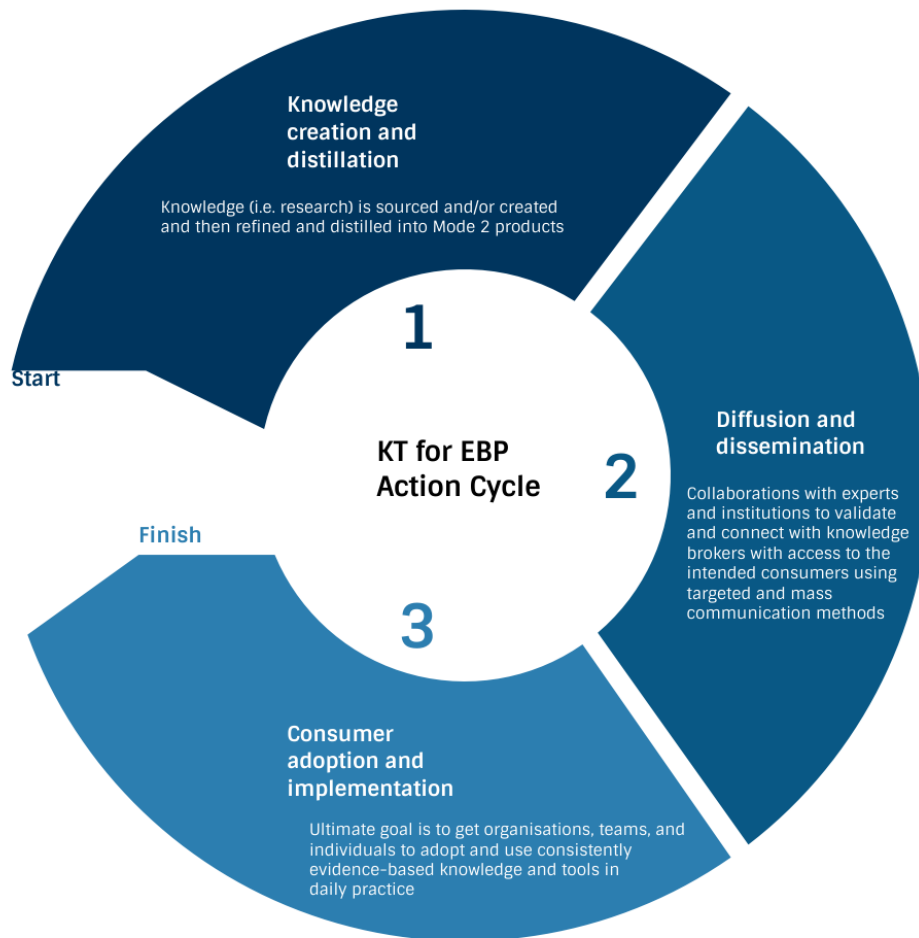 Knowledge
creation and
distillation
Knowledge (i.e. research) is sourced and/or created
and then refined and distilled into Mode 2 products
1
Start
KT for EBP
Action Cycle
2
Diffusion and
dissemination
Collaborations with experts
and institutions to validate
and connect with knowledge
brokers with access to the
intended consumers using
targeted and mass
communication methods
Finish
3
Consumer
adoption and
implementation
Ultimate goal is to get organisations, teams, and
individuals to adopt and use consistently
evidence-based knowledge and tools in
daily practice